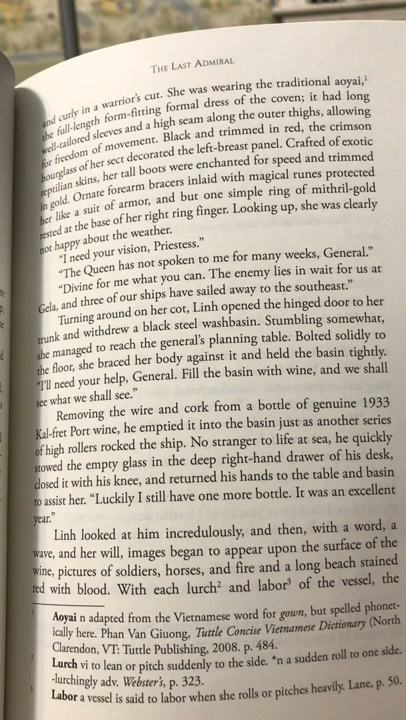 THE LAST ADMIRAL
and curly in a warrior's cut. She was wearing the traditional aoyai,¹
the full-length form-fitting formal dress of the coven; it had long
well-tailored sleeves and a high seam along the outer thighs, allowing
for freedom of movement. Black and trimmed in red, the crimson
hourglass of her sect decorated the left-breast panel. Crafted of exotic
reptilian skins, her tall boots were enchanted for speed and trimmed
in gold. Ornate forearm bracers inlaid with magical runes protected
her like a suit of armor, and but one simple ring of mithril-gold
rested at the base of her right ring finger. Looking up, she was clearly
not happy about the weather.
"I need your vision, Priestess."
"The Queen has not spoken to me for many weeks, General."
"Divine for me what you can. The enemy lies in wait for us at
Gela, and three of our ships have sailed away to the southeast."
Turning around on her cot, Linh opened the hinged door to her
trunk and withdrew a black steel washbasin. Stumbling somewhat,
she managed to reach the general's planning table. Bolted solidly to
the floor, she braced her body against it and held the basin tightly.
"I'll need your help, General. Fill the basin with wine, and we shall
see what we shall see."
Removing the wire and cork from a bottle of genuine 1933
Kal-fret Port wine, he emptied it into the basin just as another series
of high rollers rocked the ship. No stranger to life at sea, he quickly
stowed the empty glass in the deep right-hand drawer of his desk,
closed it with his knee, and returned his hands to the table and basin
to assist her. "Luckily I still have one more bottle. It was an excellent
year."
Linh looked at him incredulously, and then, with a word, a
wave, and her will, images began to appear upon the surface of the
wine, pictures of soldiers, horses, and fire and a long beach stained
red with blood. With each lurch² and labor³ of the vessel, the
1 Aoyai n adapted from the Vietnamese word for gown, but spelled phonet-
ically here. Phan Van Giuong, Tuttle Concise Vietnamese Dictionary (North
Clarendon, VT: Tuttle Publishing, 2008. p. 484.
2 Lurch vi to lean or pitch suddenly to the side. *n a sudden roll to one side.
-lurchingly adv. Webster's, p. 323.
3 Labor a vessel is said to labor when she rolls or pitches heavily. Lane, p. 50.